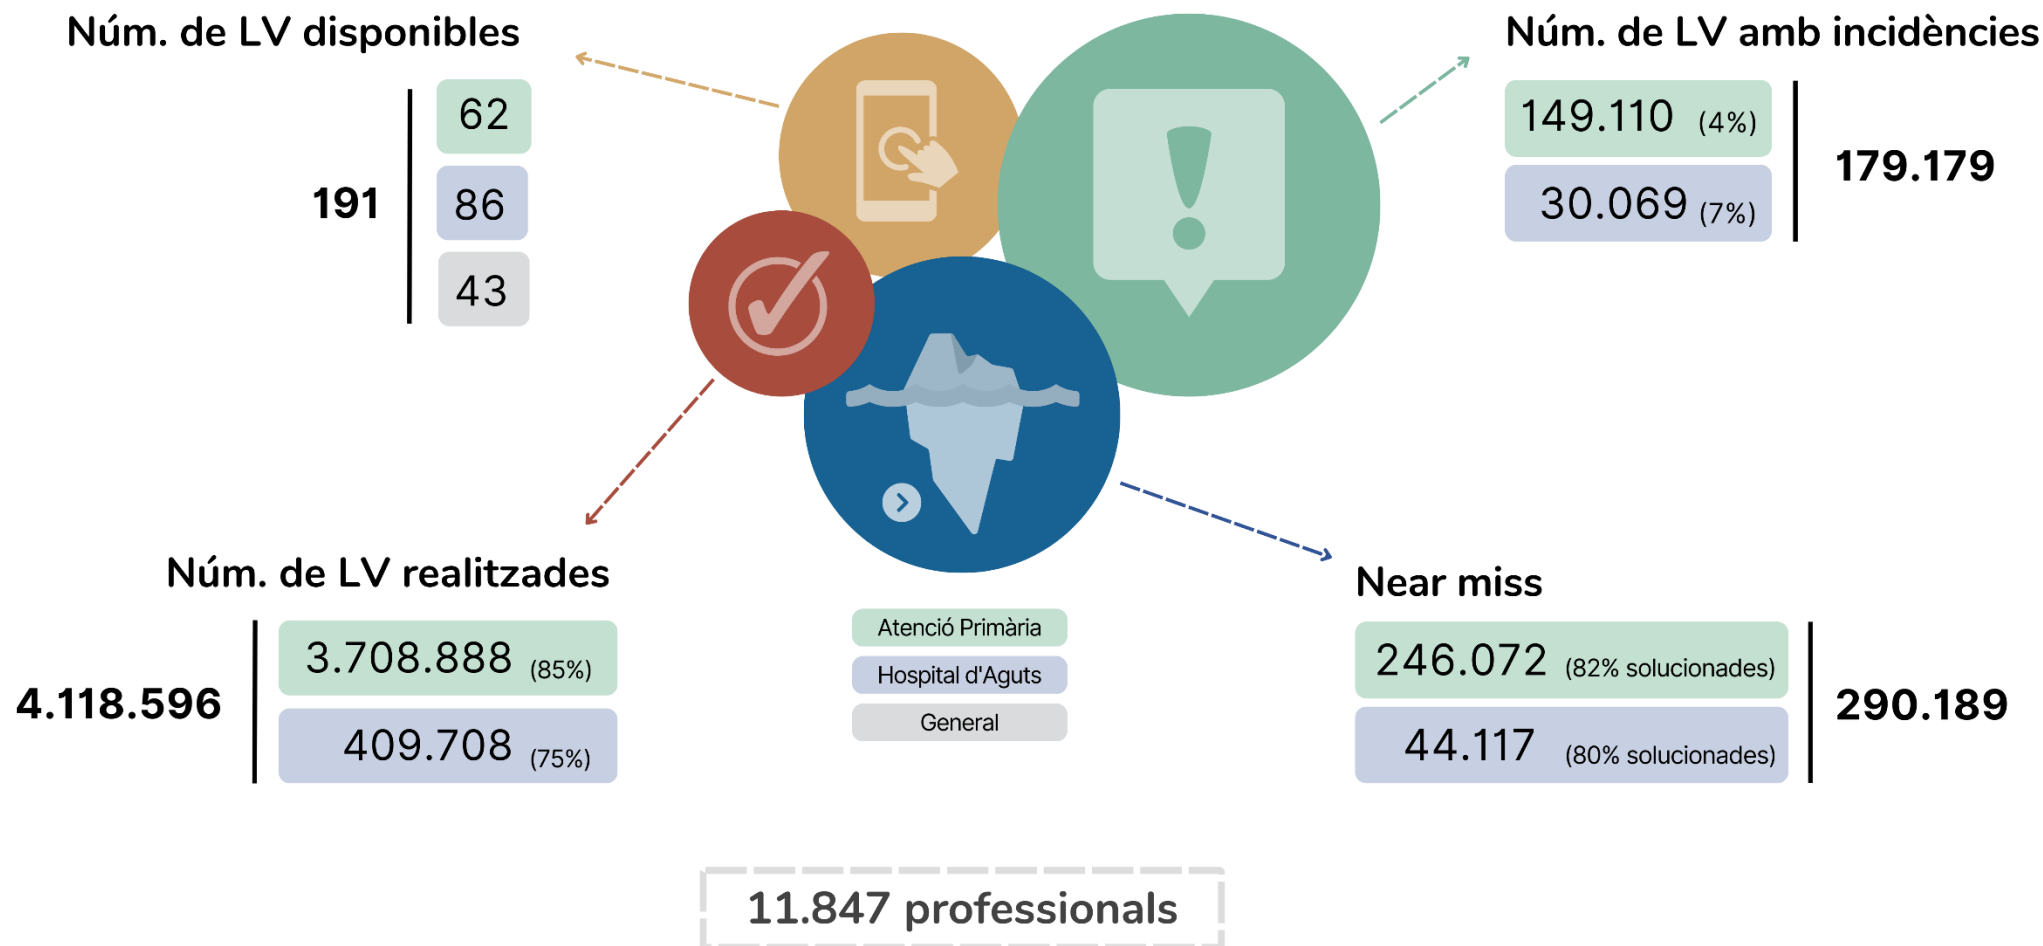 Núm. de LV disponibles
191
62
86
43
Núm. de LV amb incidències
149.110 (4%)
30.069 (7%)
179.179
Núm. de LV realitzades
4.118.596
3.708.888 (85%)
409.708 (75%)
Atenció Primària
Hospital d'Aguts
General
Near miss
246.072 (82% solucionades)
44.117 (80% solucionades)
290.189
11.847 professionals